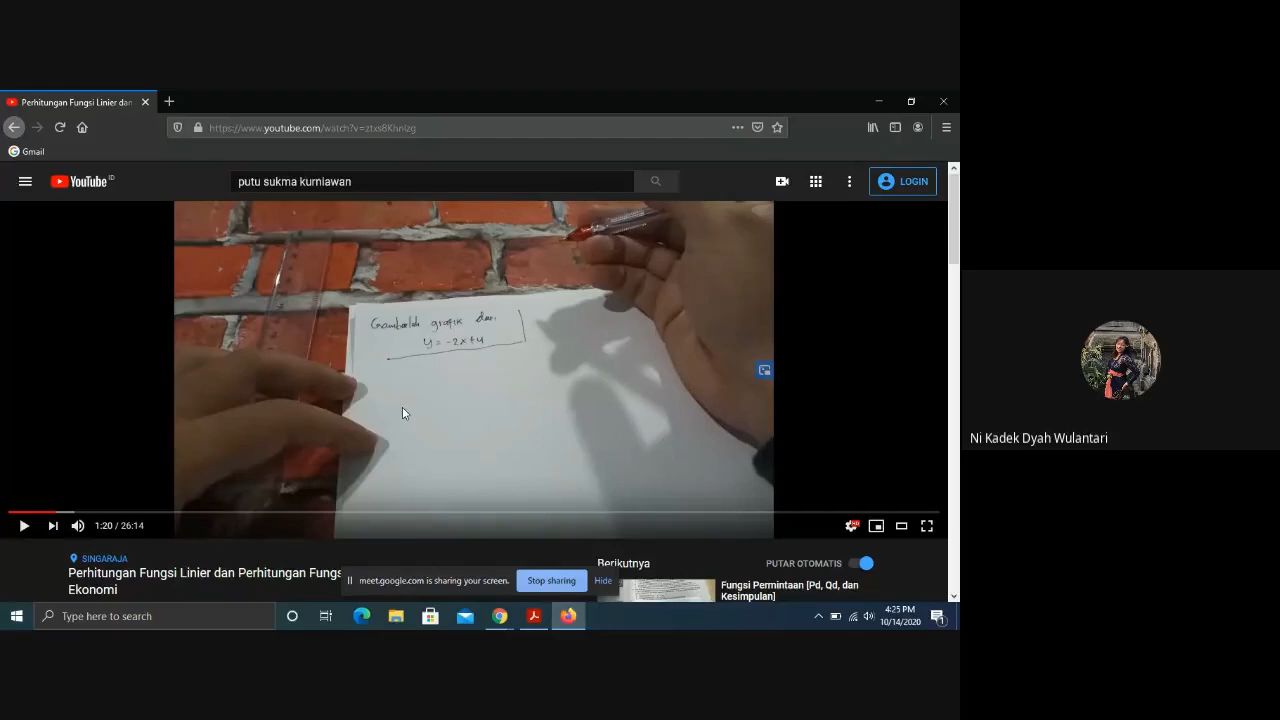 Perhitungan Fungsi Linier dan
https://www.youtube.com/watch?v=ztxs8KhnIzg
Gmail
YouTube ID
putu sukma kurniawan
LOGIN
Gambarlah grafik dari
y = -2x+4
1:20 / 26:14
HD
SINGARAJA
Perhitungan Fungsi Linier dan Perhitungan Fungs
Ekonomi
Berikutnya
PUTAR OTOMATIS
Fungsi Permintaan [Pd, Qd, dan
Kesimpulan]
meet.google.com is sharing your screen.
Stop sharing
Hide
Type here to search
4:25 PM
10/14/2020
1
Ni Kadek Dyah Wulantari